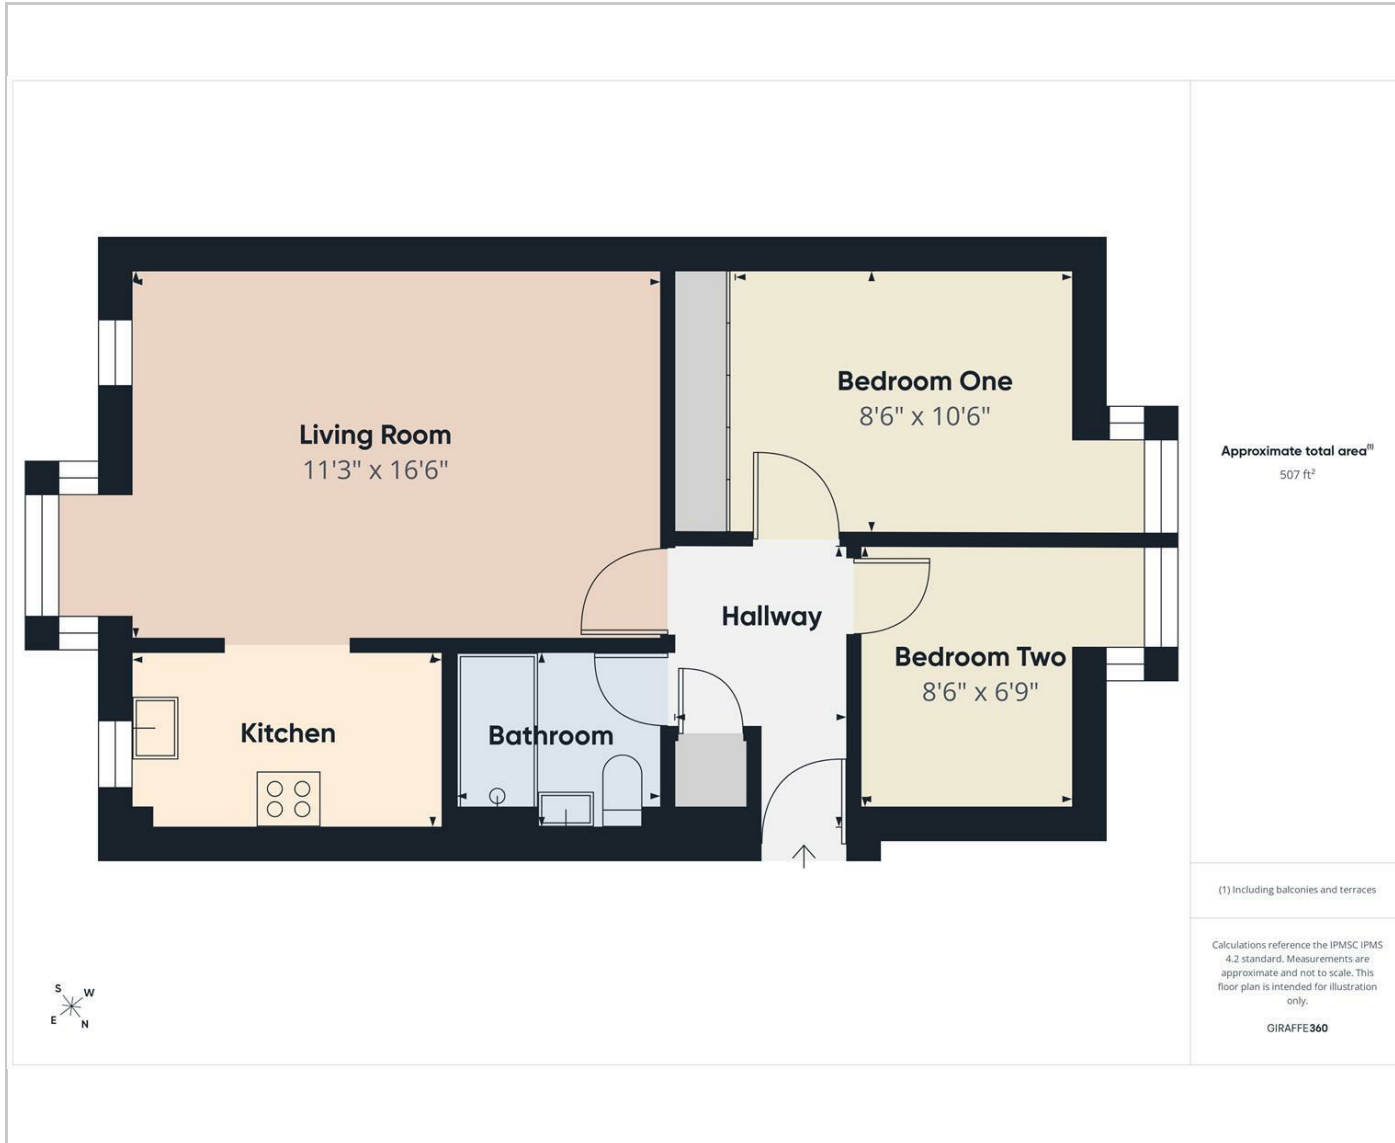 Living Room
11'3" x 16'6"
Bedroom One
8'6" x 10'6"
Hallway
Bedroom Two
8'6" x 6'9"
Kitchen
Bathroom
Approximate total area⁽¹⁾
507 ft²
(1) Including balconies and terraces
Calculations reference the IPMSC IPMS
4.2 standard. Measurements are
approximate and not to scale. This
floor plan is intended for illustration
only.
GIRAFFE360
S
W
E
N